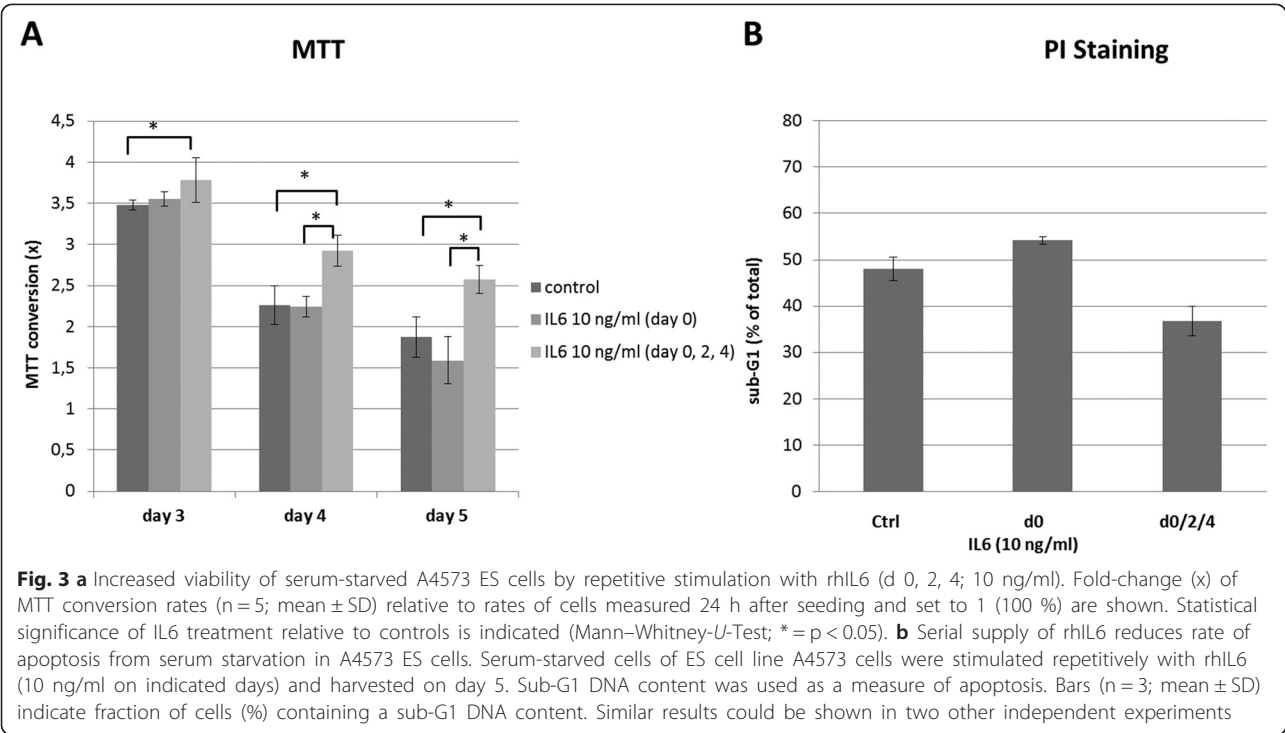 A
MTT
MTT conversion (x)
4,5
4
3,5
3
2,5
2
1,5
1
0,5
0
*
*
*
*
*
day 3
day 4
day 5
control
IL6 10 ng/ml (day 0)
IL6 10 ng/ml (day 0, 2, 4)
B
PI Staining
sub-G1 (% of total)
80
70
60
50
40
30
20
10
0
Ctrl
d0
d0/2/4
IL6 (10 ng/ml)
Fig. 3 a Increased viability of serum-starved A4573 ES cells by repetitive stimulation with rhIL6 (d 0, 2, 4; 10 ng/ml). Fold-change (x) of
MTT conversion rates (n = 5; mean ± SD) relative to rates of cells measured 24 h after seeding and set to 1 (100 %) are shown. Statistical
significance of IL6 treatment relative to controls is indicated (Mann–Whitney-U-Test; * = p < 0.05). b Serial supply of rhIL6 reduces rate of
apoptosis from serum starvation in A4573 ES cells. Serum-starved cells of ES cell line A4573 cells were stimulated repetitively with rhIL6
(10 ng/ml on indicated days) and harvested on day 5. Sub-G1 DNA content was used as a measure of apoptosis. Bars (n = 3; mean ± SD)
indicate fraction of cells (%) containing a sub-G1 DNA content. Similar results could be shown in two other independent experiments